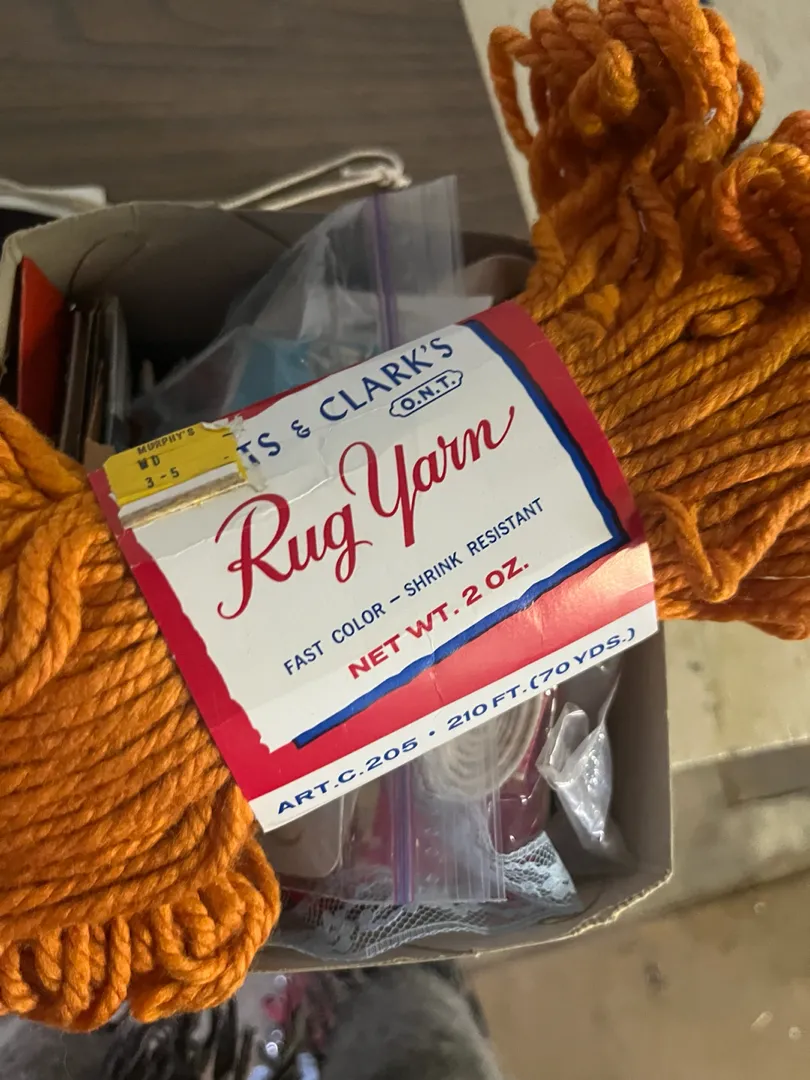 MURPHY'S
WD
3-5
TS & CLARK'S
O.N.T.
Rug Yarn
FAST COLOR – SHRINK RESISTANT
NET WT. 2 OZ.
ART.C.205 • 210 FT.(70 YDS.)